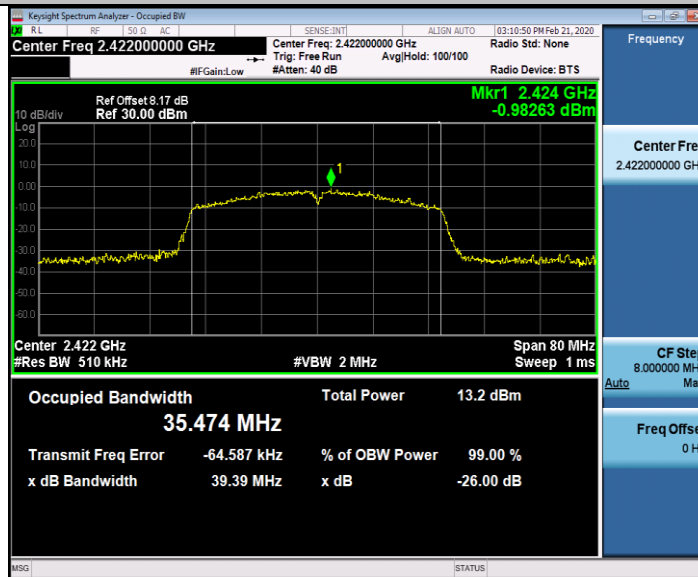 Keysight Spectrum Analyzer - Occupied BW
RL RF 50 Ω AC SENSE:INT ALIGN AUTO 03:10:50 PM Feb 21, 2020
Center Freq 2.422000000 GHz
Center Freq: 2.422000000 GHz
Radio Std: None
Trig: Free Run Avg|Hold: 100/100
#IFGain:Low #Atten: 40 dB Radio Device: BTS
Frequency
Ref Offset 8.17 dB
10 dB/div Ref 30.00 dBm
Mkr1 2.424 GHz
-0.98263 dBm
Log
20.0
10.0
0.00
-10.0
-20.0
-30.0
-40.0
-50.0
-60.0
1
Center 2.422 GHz Span 80 MHz
#Res BW 510 kHz #VBW 2 MHz Sweep 1 ms
Occupied Bandwidth Total Power 13.2 dBm
35.474 MHz
Transmit Freq Error -64.587 kHz % of OBW Power 99.00 %
x dB Bandwidth 39.39 MHz x dB -26.00 dB
Center Fre
2.422000000 GH
CF Ste
8.000000 MH
Auto Ma
Freq Offse
0 H
MSG STATUS